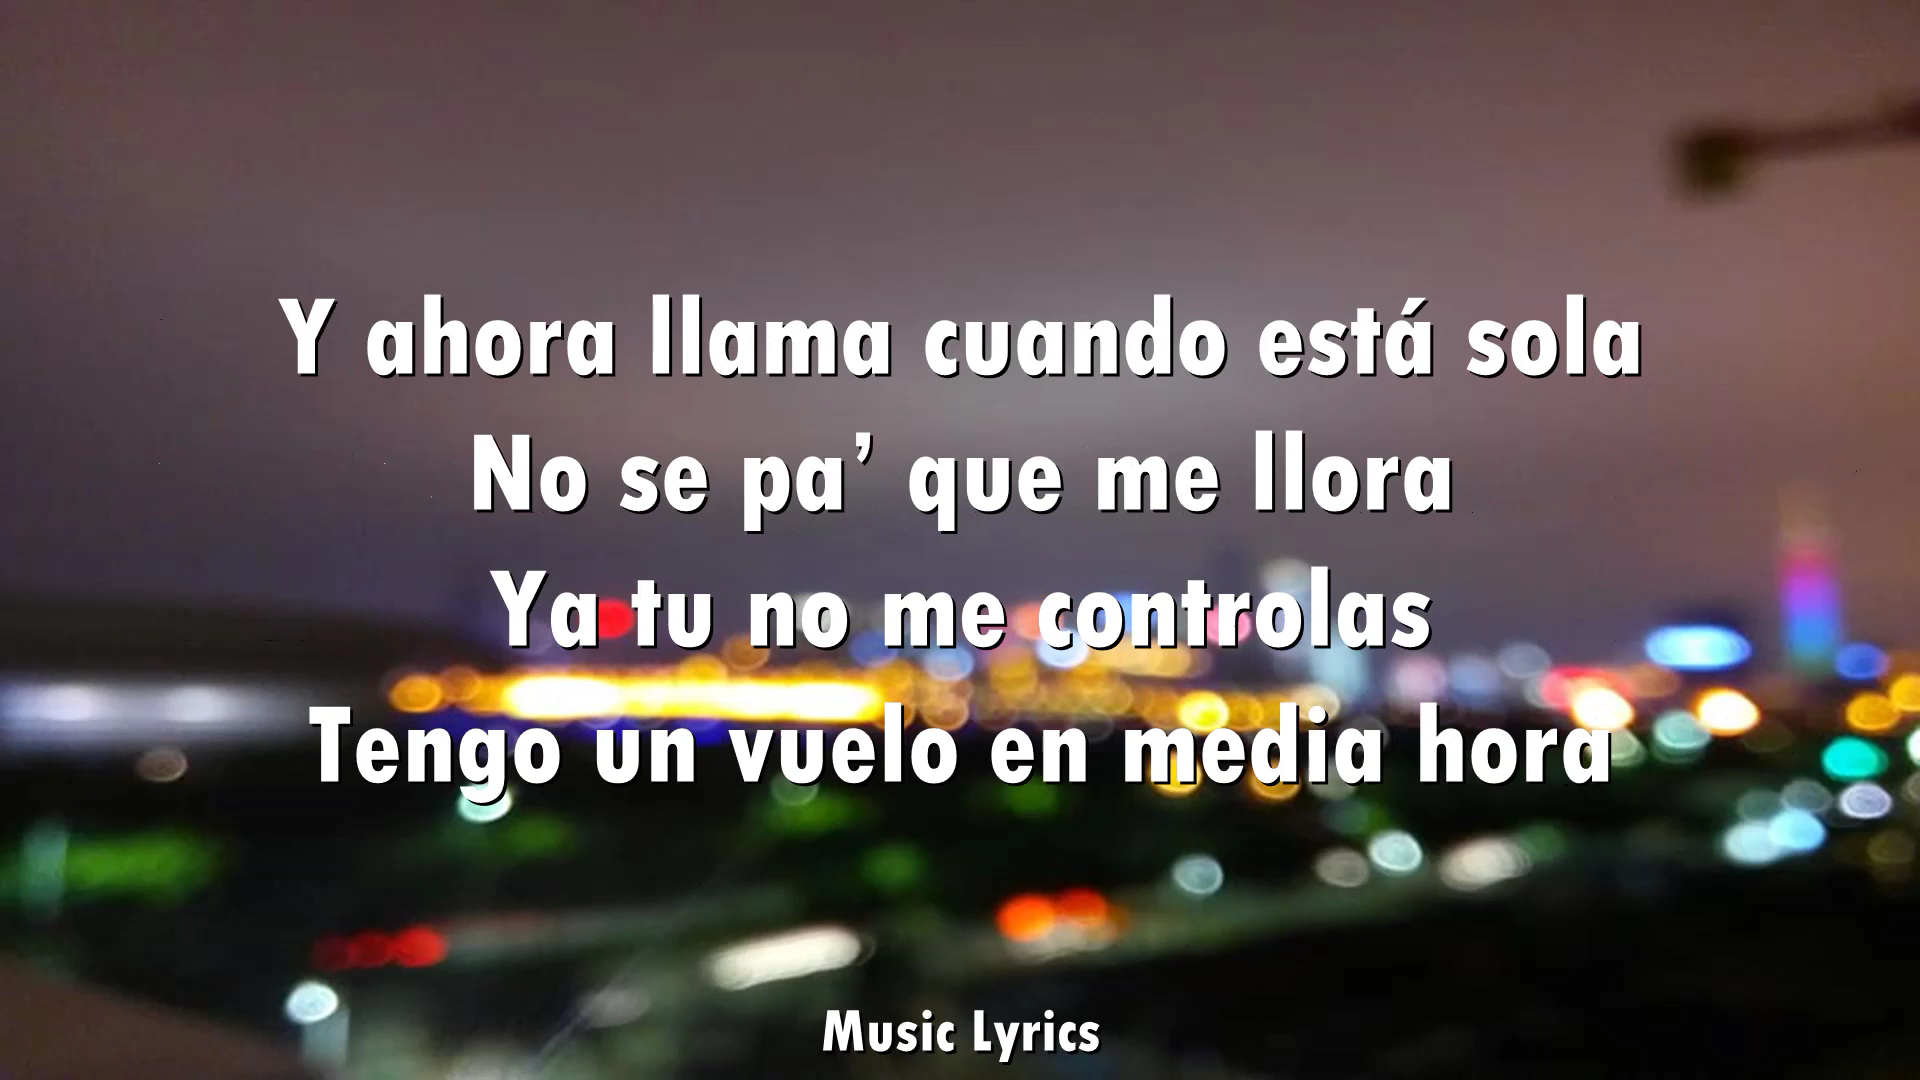 Y ahora llama cuando está sola
No se pa’ que me llora
Ya tu no me controlas
Tengo un vuelo en media hora
Music Lyrics